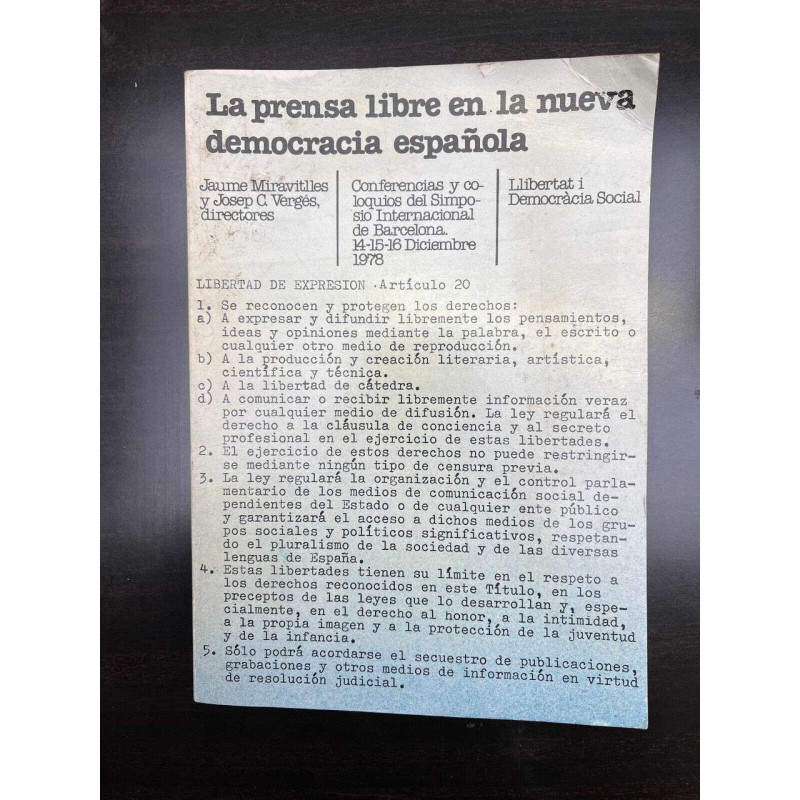 La prensa libre en la nueva
democracia española
Jaume Miravitlles
y Josep C. Vergés,
directores
Conferencias y co-
loquios del Simpo-
sio Internacional
de Barcelona.
14-15-16 Diciembre
1978
Llibertat i
Democràcia Social
LIBERTAD DE EXPRESION · Artículo 20
1. Se reconocen y protegen los derechos:
a) A expresar y difundir libremente los pensamientos,
ideas y opiniones mediante la palabra, el escrito o
cualquier otro medio de reproducción.
b) A la producción y creación literaria, artística,
científica y técnica.
c) A la libertad de cátedra.
d) A comunicar o recibir libremente información veraz
por cualquier medio de difusión. La ley regulará el
derecho a la cláusula de conciencia y al secreto
profesional en el ejercicio de estas libertades.
2. El ejercicio de estos derechos no puede restringir-
se mediante ningún tipo de censura previa.
3. La ley regulará la organización y el control parla-
mentario de los medios de comunicación social de-
pendientes del Estado o de cualquier ente público
y garantizará el acceso a dichos medios de los gru-
pos sociales y políticos significativos, respetan-
do el pluralismo de la sociedad y de las diversas
lenguas de España.
4. Estas libertades tienen su límite en el respeto a
los derechos reconocidos en este Título, en los
preceptos de las leyes que lo desarrollan y, espe-
cialmente, en el derecho al honor, a la intimidad,
a la propia imagen y a la protección de la juventud
y de la infancia.
5. Sólo podrá acordarse el secuestro de publicaciones,
grabaciones y otros medios de información en virtud
de resolución judicial.